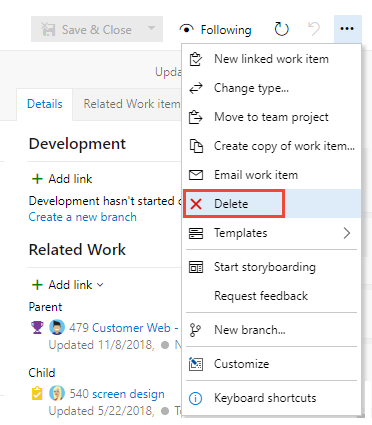 Save & Close
Following
Upda
Details
Related Work item
Development
Add link
Development hasn't started o
Create a new branch
Related Work
Add link
Parent
479 Customer Web -
Updated 11/8/2018, N
Child
540 screen design
Updated 5/22/2018, To
New linked work item
Change type...
Move to team project
Create copy of work item...
Email work item
Delete
Templates
Start storyboarding
Request feedback
New branch...
Customize
Keyboard shortcuts